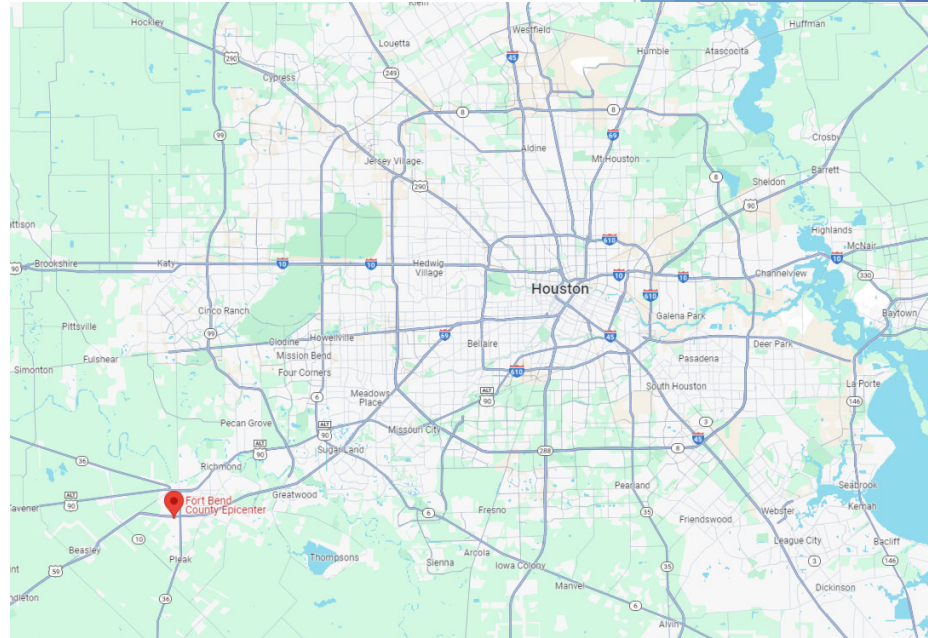 Klein
Hockley
Westfield
Huffman
Louetta
45
Humble
Atascocita
290
249
Cypress
99
8
8
69
Crosby
Aldine
Mt Houston
Jersey Village
Barrett
8
Sheldon
290
90
Highlands
McNair
610
90
Brookshire
Katy
10
10
Hedwig
Village
10
10
Channelview
10
330
Houston
610
Cinco Ranch
Galena Park
Baytown
Pittsville
99
Howellville
69
45
Clodine
Bellaire
Deer Park
Fulshear
Mission Bend
Pasadena
Simonton
Four Corners
610
La Porte
South Houston
Meadows
Place
ALT
90
6
146
Pecan Grove
ALT
90
Missouri City
3
45
ALT
90
Sugar Land
288
8
36
Richmond
ALT
90
Greatwood
Pearland
Seabrook
Fort Bend
County Epicenter
Fresno
Webster
Kemah
6
35
Friendswood
League City
10
Beasley
Pleak
Thompsons
Arcola
Sienna
Iowa Colony
Bacliff
3
146
59
Manvel
Dickinson
36
6
35
Alvin